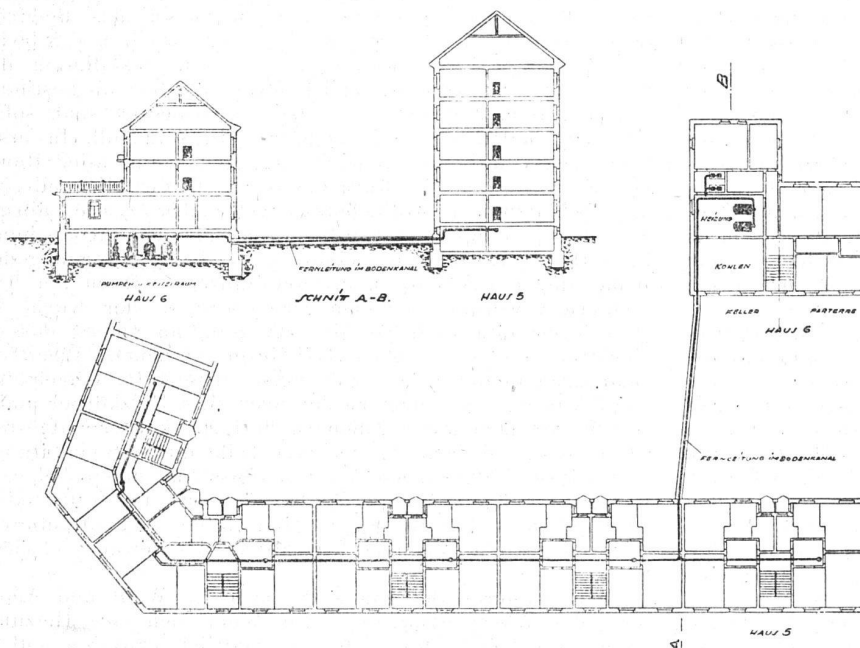 B
HEIZUNG
KOHLEN
FERNLEITUNG IM BODENKANAL
PUMPEN - HEIZRAUM
HAUS 6
SCHNIT A-B.
HAUS 5
KELLER
PARTERRE
HAUS 6
FERNLEITUNG IM BODENKANAL
HAUS 5
A